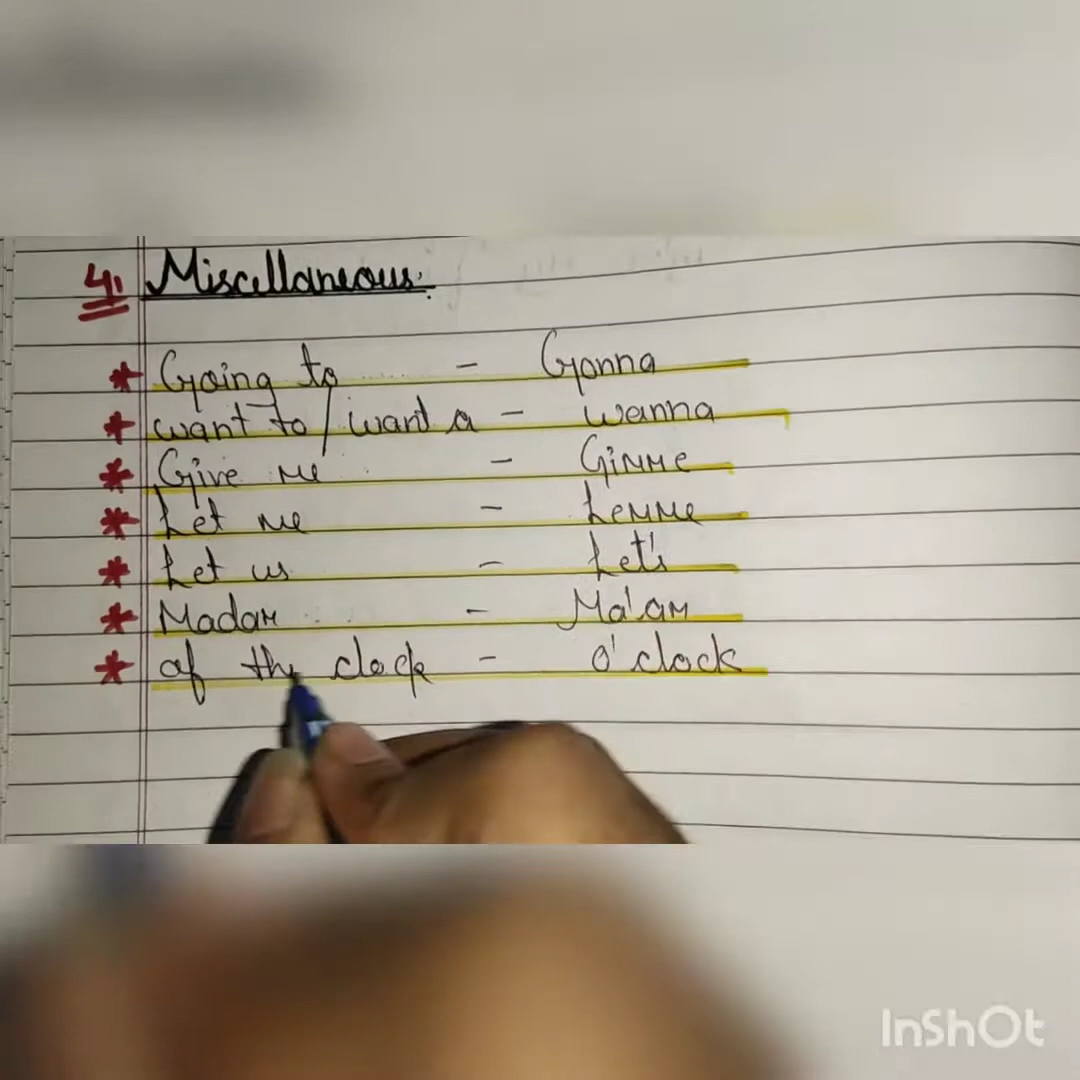 4. Miscellaneous:
* Going to - Gonna
* want to / want a - wanna
* Give me - Gimme
* Let me - Lemme
* Let us - Let's
* Madam - Ma'am
* of the clock - o'clock
InShOt